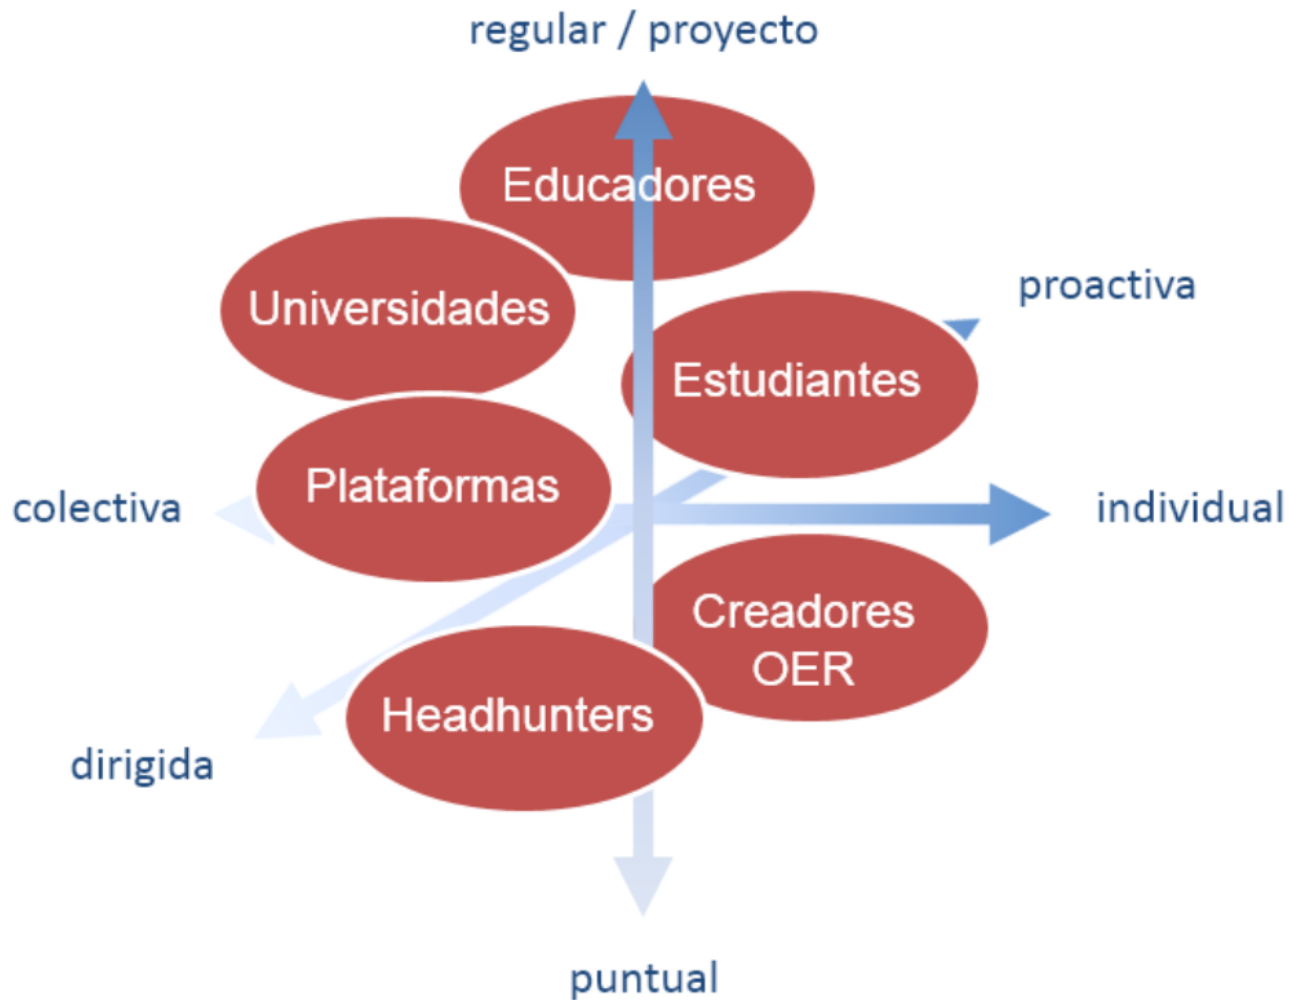 regular / proyecto
Educadores
proactiva
Universidades
Estudiantes
Plataformas
colectiva
individual
Creadores
OER
Headhunters
dirigida
puntual